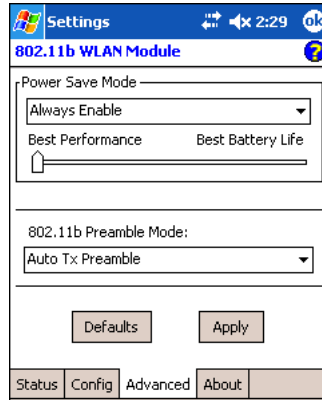 Settings 2:29 ok
802.11b WLAN Module ?
Power Save Mode
Always Enable
Best Performance Best Battery Life
802.11b Preamble Mode:
Auto Tx Preamble
Defaults Apply
Status Config Advanced About